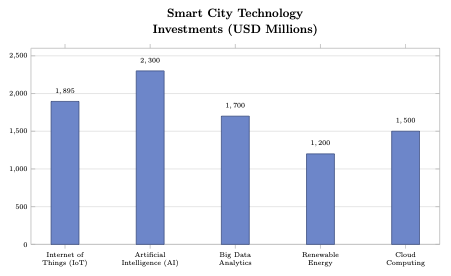 Smart City Technology
Investments (USD Millions)
2,500
2,000
1,500
1,000
500
0
1,895
2,300
1,700
1,200
1,500
Internet of
Things (IoT)
Artificial
Intelligence (AI)
Big Data
Analytics
Renewable
Energy
Cloud
Computing